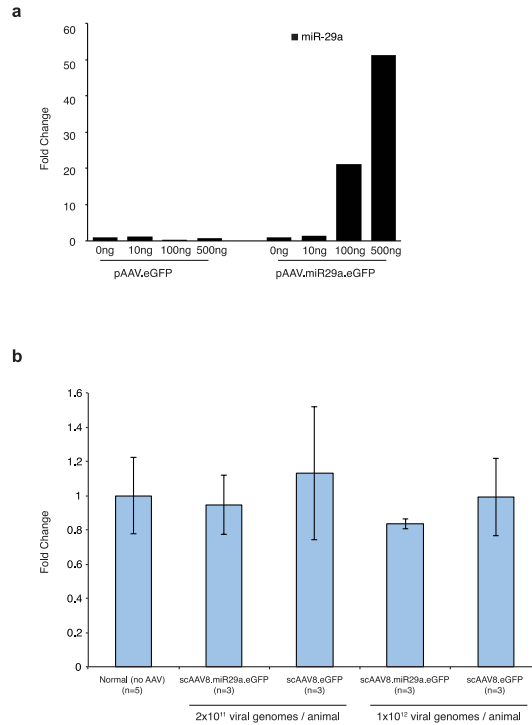 a
miR-29a
Fold Change
60
50
40
30
20
10
0
0ng 10ng 100ng 500ng 0ng 10ng 100ng 500ng
pAAV.eGFP pAAV.miR29a.eGFP
b
Fold Change
1.6
1.4
1.2
1
0.8
0.6
0.4
0.2
0
Normal (no AAV) scAAV8.miR29a.eGFP scAAV8.eGFP scAAV8.miR29a.eGFP scAAV8.eGFP
(n=5) (n=3) (n=3) (n=3) (n=3)
2x10¹¹ viral genomes / animal 1x10¹² viral genomes / animal